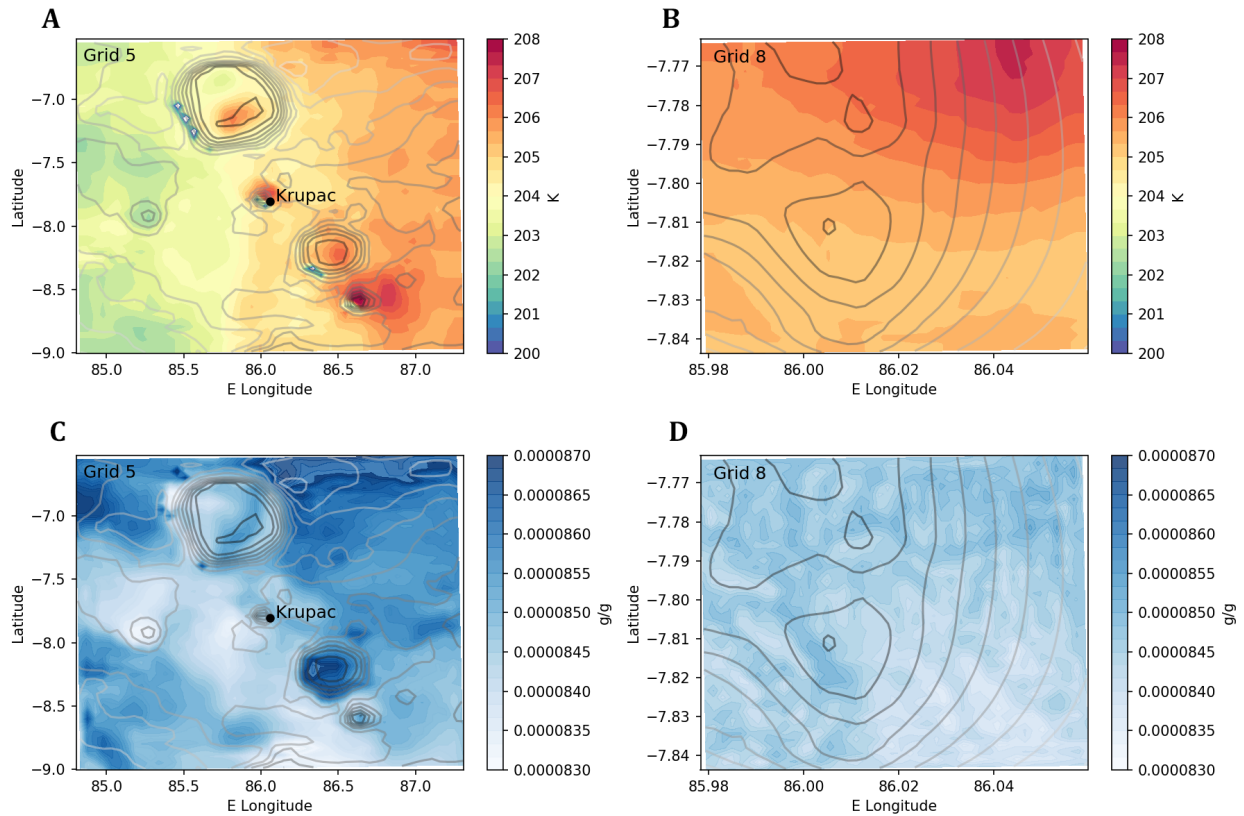 A
Grid 5
Krupac
−7.0
−7.5
−8.0
−8.5
−9.0
Latitude
85.0 85.5 86.0 86.5 87.0
E Longitude
208
207
206
205
204
203
202
201
200
K
B
Grid 8
−7.77
−7.78
−7.79
−7.80
−7.81
−7.82
−7.83
−7.84
Latitude
85.98 86.00 86.02 86.04
E Longitude
208
207
206
205
204
203
202
201
200
K
C
Grid 5
Krupac
−7.0
−7.5
−8.0
−8.5
−9.0
Latitude
85.0 85.5 86.0 86.5 87.0
E Longitude
0.0000870
0.0000865
0.0000860
0.0000855
0.0000850
0.0000845
0.0000840
0.0000835
0.0000830
g/g
D
Grid 8
−7.77
−7.78
−7.79
−7.80
−7.81
−7.82
−7.83
−7.84
Latitude
85.98 86.00 86.02 86.04
E Longitude
0.0000870
0.0000865
0.0000860
0.0000855
0.0000850
0.0000845
0.0000840
0.0000835
0.0000830
g/g